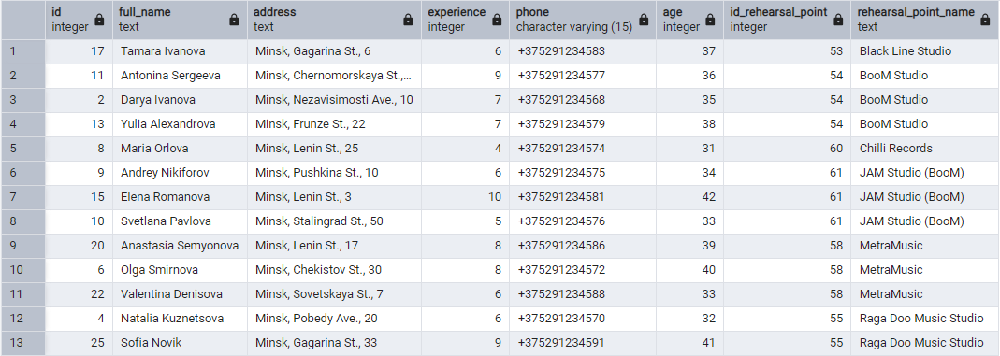 id full_name address experience phone age id_rehearsal_point rehearsal_point_name
integer text text integer character varying (15) integer integer text
1 17 Tamara Ivanova Minsk, Gagarina St., 6 6 +375291234583 37 53 Black Line Studio
2 11 Antonina Sergeeva Minsk, Chernomorskaya St.,... 9 +375291234577 36 54 BooM Studio
3 2 Darya Ivanova Minsk, Nezavisimosti Ave., 10 7 +375291234568 35 54 BooM Studio
4 13 Yulia Alexandrova Minsk, Frunze St., 22 7 +375291234579 38 54 BooM Studio
5 8 Maria Orlova Minsk, Lenin St., 25 4 +375291234574 31 60 Chilli Records
6 9 Andrey Nikiforov Minsk, Pushkina St., 10 6 +375291234575 34 61 JAM Studio (BooM)
7 15 Elena Romanova Minsk, Lenin St., 3 10 +375291234581 42 61 JAM Studio (BooM)
8 10 Svetlana Pavlova Minsk, Stalingrad St., 50 5 +375291234576 33 61 JAM Studio (BooM)
9 20 Anastasia Semyonova Minsk, Lenin St., 17 8 +375291234586 39 58 MetraMusic
10 6 Olga Smirnova Minsk, Chekistov St., 30 8 +375291234572 40 58 MetraMusic
11 22 Valentina Denisova Minsk, Sovetskaya St., 7 6 +375291234588 33 58 MetraMusic
12 4 Natalia Kuznetsova Minsk, Pobedy Ave., 20 6 +375291234570 32 55 Raga Doo Music Studio
13 25 Sofia Novik Minsk, Gagarina St., 33 9 +375291234591 41 55 Raga Doo Music Studio